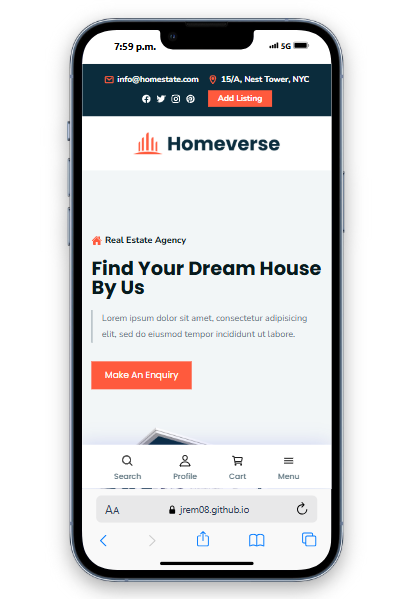 7:59 p.m. 5G
info@homestate.com 15/A, Nest Tower, NYC
Add Listing
Homeverse
Real Estate Agency
Find Your Dream House
By Us
Lorem ipsum dolor sit amet, consectetur adipisicing
elit, sed do eiusmod tempor incididunt ut labore.
Make An Enquiry
Search Profile Cart Menu
AA jrem08.github.io